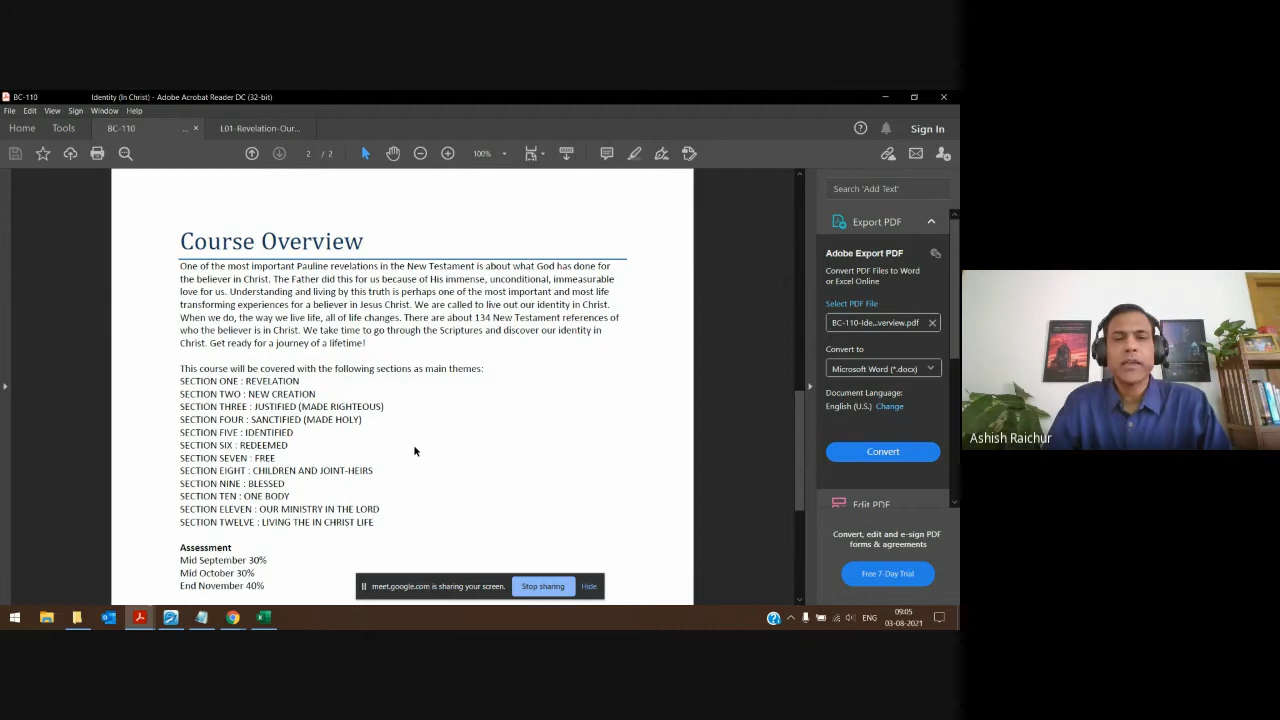 BC-110 Identity (In Christ) - Adobe Acrobat Reader DC (32-bit)
File Edit View Sign Window Help
Home Tools BC-110 ... × L01-Revelation-Our... Sign In
2 / 2 100%
Search 'Add Text'
Export PDF
Adobe Export PDF
Convert PDF Files to Word
or Excel Online
Select PDF File
BC-110-Ide...verview.pdf
Convert to
Microsoft Word (*.docx)
Document Language:
English (U.S.) Change
Convert
Edit PDF
Convert, edit and e-sign PDF
forms & agreements
Free 7-Day Trial
Course Overview
One of the most important Pauline revelations in the New Testament is about what God has done for
the believer in Christ. The Father did this for us because of His immense, unconditional, immeasurable
love for us. Understanding and living by this truth is perhaps one of the most important and most life
transforming experiences for a believer in Jesus Christ. We are called to live out our identity in Christ.
When we do, the way we live life, all of life changes. There are about 134 New Testament references of
who the believer is in Christ. We take time to go through the Scriptures and discover our identity in
Christ. Get ready for a journey of a lifetime!
This course will be covered with the following sections as main themes:
SECTION ONE : REVELATION
SECTION TWO : NEW CREATION
SECTION THREE : JUSTIFIED (MADE RIGHTEOUS)
SECTION FOUR : SANCTIFIED (MADE HOLY)
SECTION FIVE : IDENTIFIED
SECTION SIX : REDEEMED
SECTION SEVEN : FREE
SECTION EIGHT : CHILDREN AND JOINT-HEIRS
SECTION NINE : BLESSED
SECTION TEN : ONE BODY
SECTION ELEVEN : OUR MINISTRY IN THE LORD
SECTION TWELVE : LIVING THE IN CHRIST LIFE
Assessment
Mid September 30%
Mid October 30%
End November 40%
meet.google.com is sharing your screen. Stop sharing Hide
ENG 09:05
03-08-2021
Ashish Raichur